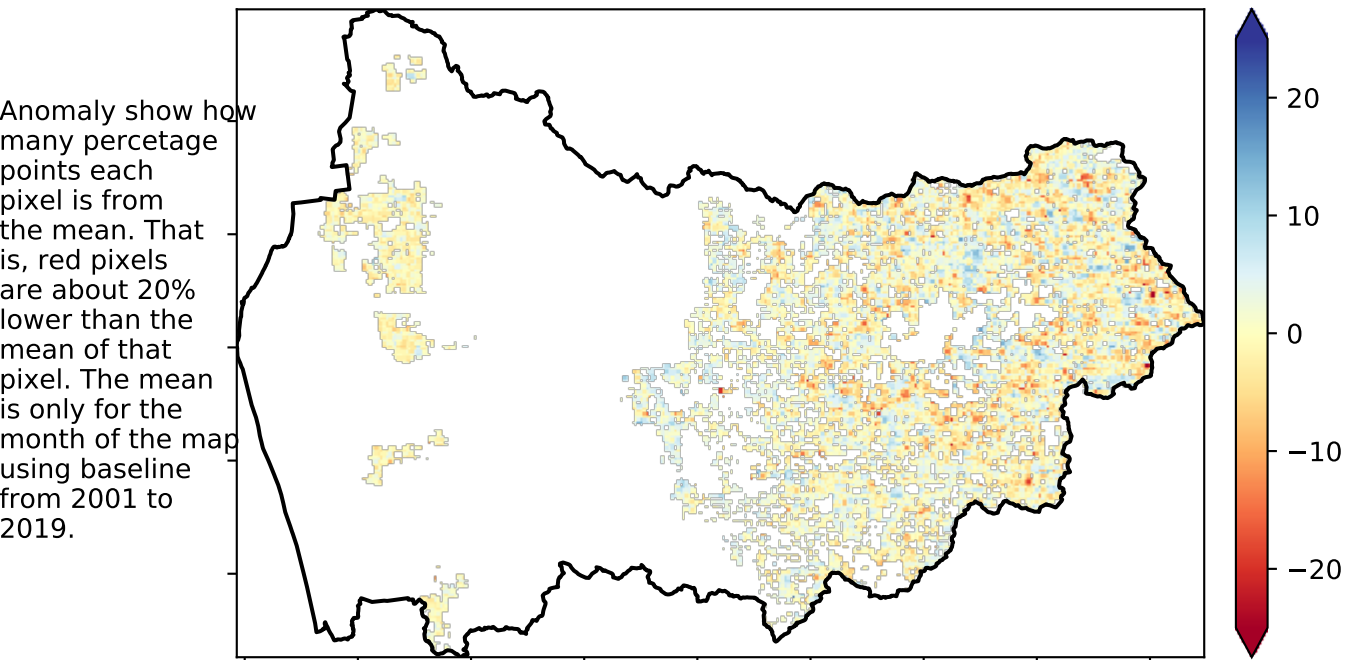 Anomaly show how
many percetage
points each
pixel is from
the mean. That
is, red pixels
are about 20%
lower than the
mean of that
pixel. The mean
is only for the
month of the map
using baseline
from 2001 to
2019.
20
10
0
−10
−20